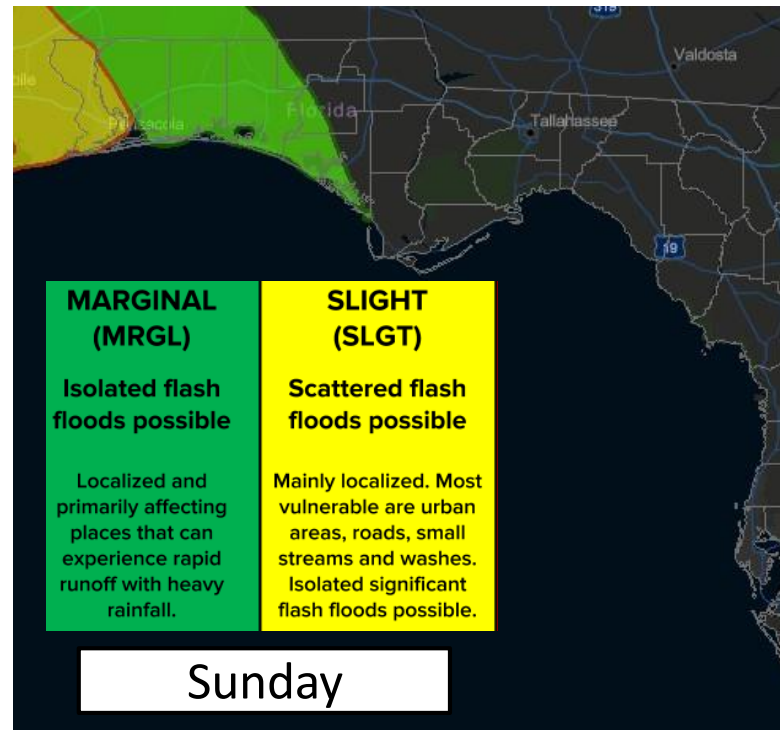 319
Valdosta
bile
Pensacola
Florida
Tallahassee
19
MARGINAL
(MRGL)
Isolated flash
floods possible
Localized and
primarily affecting
places that can
experience rapid
runoff with heavy
rainfall.
SLIGHT
(SLGT)
Scattered flash
floods possible
Mainly localized. Most
vulnerable are urban
areas, roads, small
streams and washes.
Isolated significant
flash floods possible.
Sunday